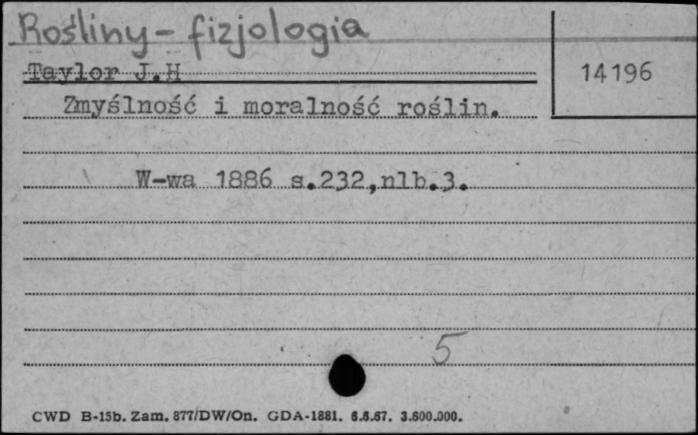 Rośliny - fizjologia
Taylor J.H
14196
Zmyślność i moralność roślin.
W-wa 1886 s.232,nlb.3.
5
CWD B-15b. Zam. 877/DW/On. GDA-1881. 6.6.67. 3.600.000.